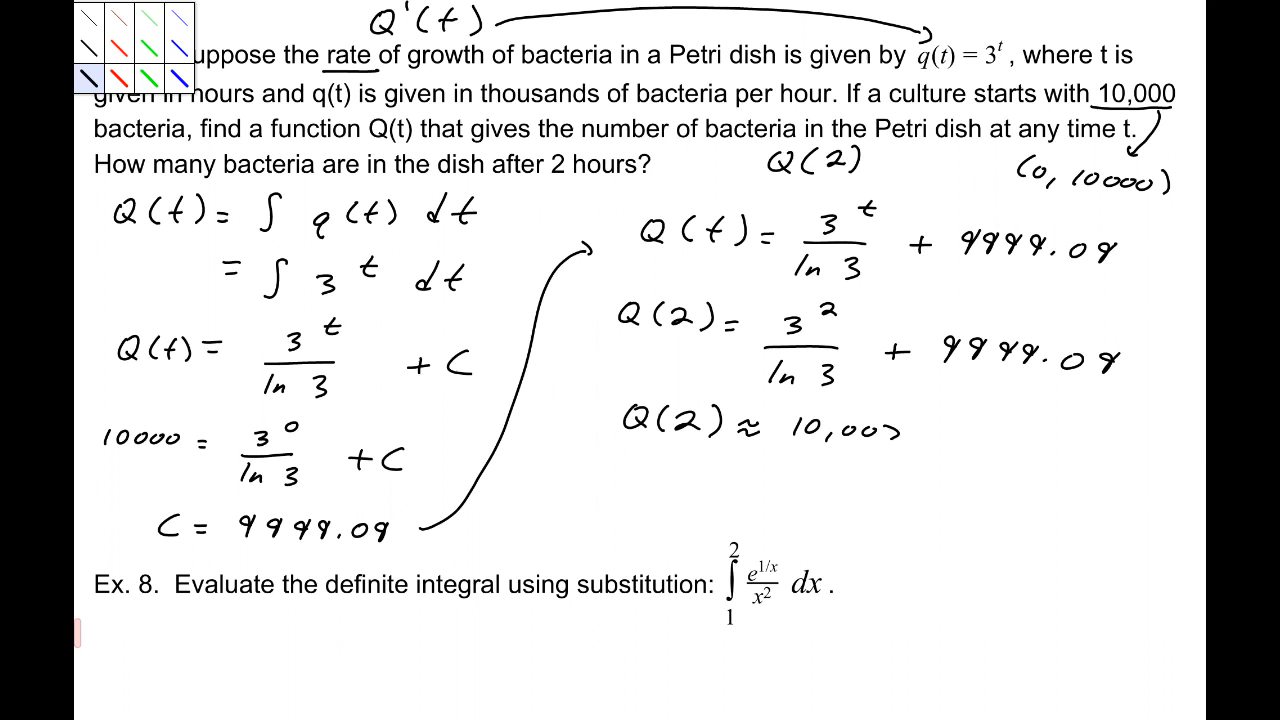 Q'(t)
uppose the rate of growth of bacteria in a Petri dish is given by q(t) = 3^t, where t is
given in hours and q(t) is given in thousands of bacteria per hour. If a culture starts with 10,000
bacteria, find a function Q(t) that gives the number of bacteria in the Petri dish at any time t.
How many bacteria are in the dish after 2 hours?
Q(2)
(0, 10000)
Q(t) = ∫ q(t) dt
= ∫ 3^t dt
Q(t) = 3^t / ln 3 + C
10000 = 3^0 / ln 3 + C
C = 9999.09
Q(t) = 3^t / ln 3 + 9999.09
Q(2) = 3^2 / ln 3 + 9999.09
Q(2) ≈ 10,007
Ex. 8. Evaluate the definite integral using substitution: ∫_1^2 e^{1/x} / x^2 dx .